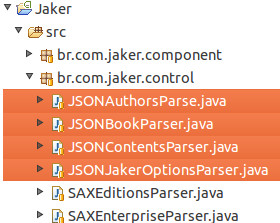 Jaker
src
br.com.jaker.component
br.com.jaker.control
JSONAuthorsParse.java
JSONBookParser.java
JSONContentsParser.java
JSONJakerOptionsParser.java
SAXEditionsParser.java
SAXEnterpriseParser.java